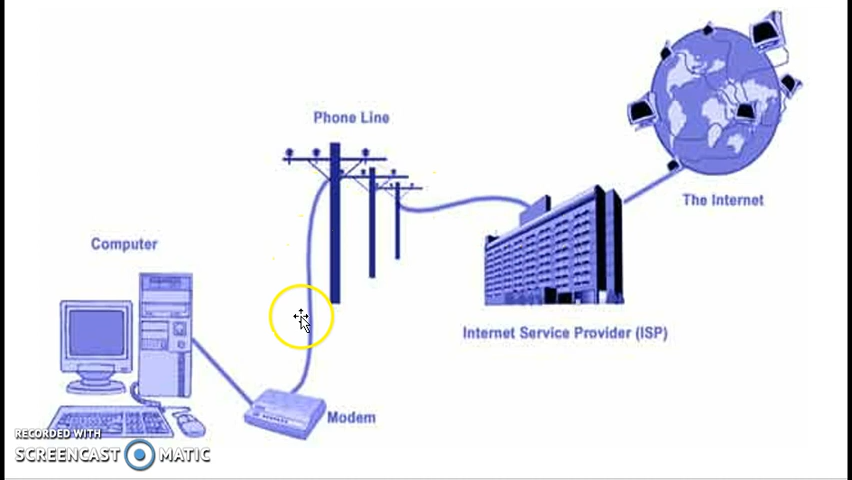 Phone Line
The Internet
Computer
Internet Service Provider (ISP)
Modem
RECORDED WITH
SCREENCAST MATIC